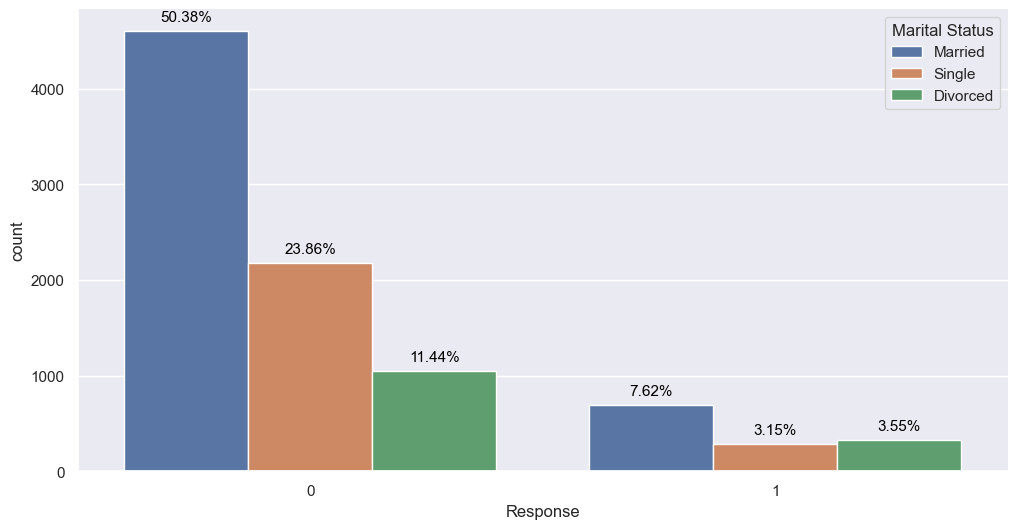 50.38%
Marital Status
Married
Single
Divorced
4000
3000
23.86%
count
2000
11.44%
1000
7.62%
3.55%
3.15%
0
0
1
Response